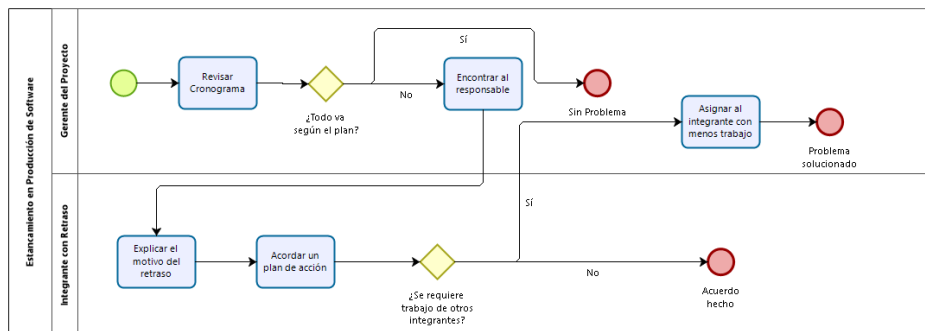 Estancamiento en Producción de Software
Gerente del Proyecto
Revisar
Cronograma
¿Todo va
según el plan?
Sí
No
Encontrar al
responsable
Sin Problema
Asignar al
integrante con
menos trabajo
Problema
solucionado
Integrante con Retraso
Explicar el
motivo del
retraso
Acordar un
plan de acción
¿Se requiere
trabajo de otros
integrantes?
Sí
No
Acuerdo
hecho